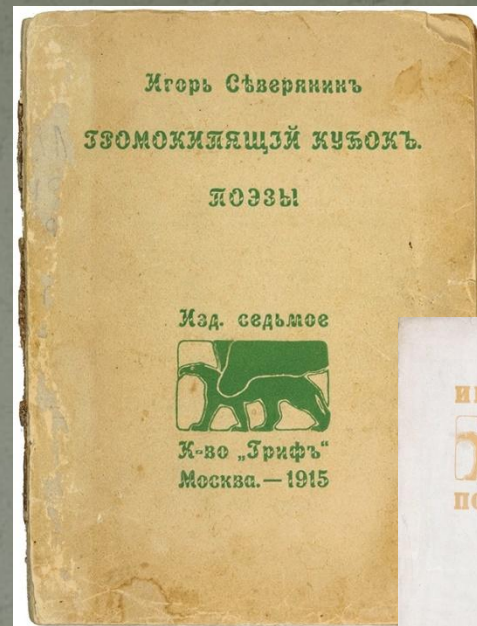 Игорь Сѣверянинъ
ГРОМОКИПЯЩІЙ КУБОКЪ.
ПОЭЗЫ
Изд. седьмое
К-во „Грифъ“
Москва.—1915